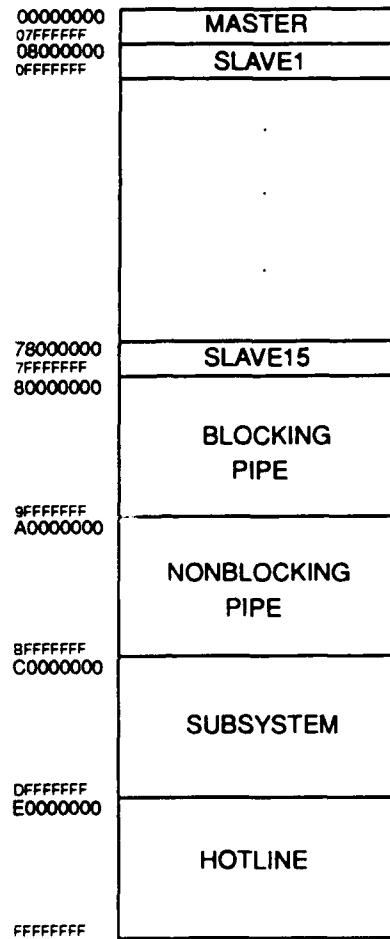 00000000
MASTER
07FFFFFF
08000000
SLAVE1
0FFFFFFF
78000000
SLAVE15
7FFFFFFF
80000000
BLOCKING
PIPE
9FFFFFFF
A0000000
NONBLOCKING
PIPE
BFFFFFFF
C0000000
SUBSYSTEM
DFFFFFFF
E0000000
HOTLINE
FFFFFFFF